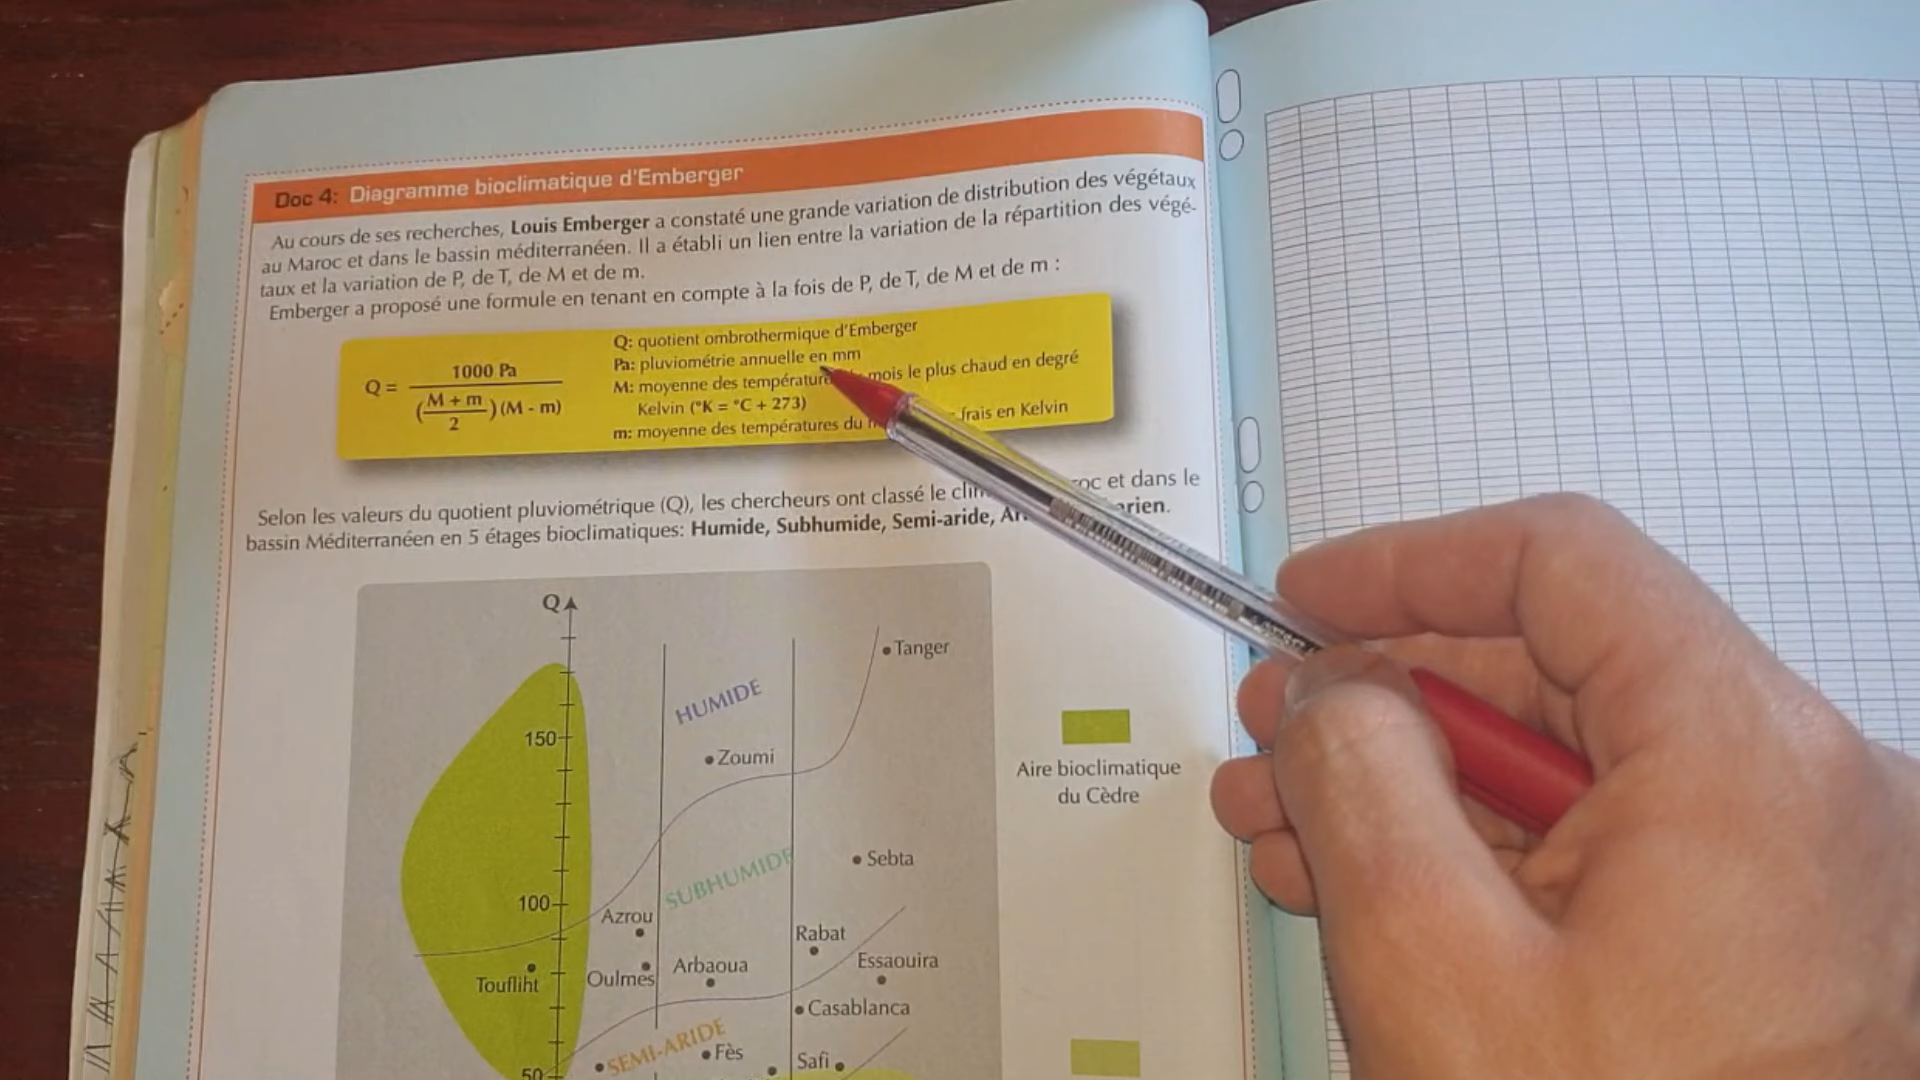 Doc 4: Diagramme bioclimatique d'Emberger
Au cours de ses recherches, Louis Emberger a constaté une grande variation de distribution des végétaux
au Maroc et dans le bassin méditerranéen. Il a établi un lien entre la variation de la répartition des végé-
taux et la variation de P, de T, de M et de m.
Emberger a proposé une formule en tenant en compte à la fois de P, de T, de M et de m :
Q = 1000 Pa / ((M + m) / 2) (M - m)
Q: quotient ombrothermique d'Emberger
Pa: pluviométrie annuelle en mm
M: moyenne des température mois le plus chaud en degré
Kelvin (°K = °C + 273)
m: moyenne des températures du frais en Kelvin
Selon les valeurs du quotient pluviométrique (Q), les chercheurs ont classé le oc et dans le
bassin Méditerranéen en 5 étages bioclimatiques: Humide, Subhumide, Semi-aride, arien.
Q
Tanger
HUMIDE
150
Zoumi
Aire bioclimatique
du Cèdre
SUBHUMIDE
Sebta
100
Azrou
Rabat
Toufliht
Oulmes
Arbaoua
Essaouira
Casablanca
SEMI-ARIDE
Fès
Safi
50